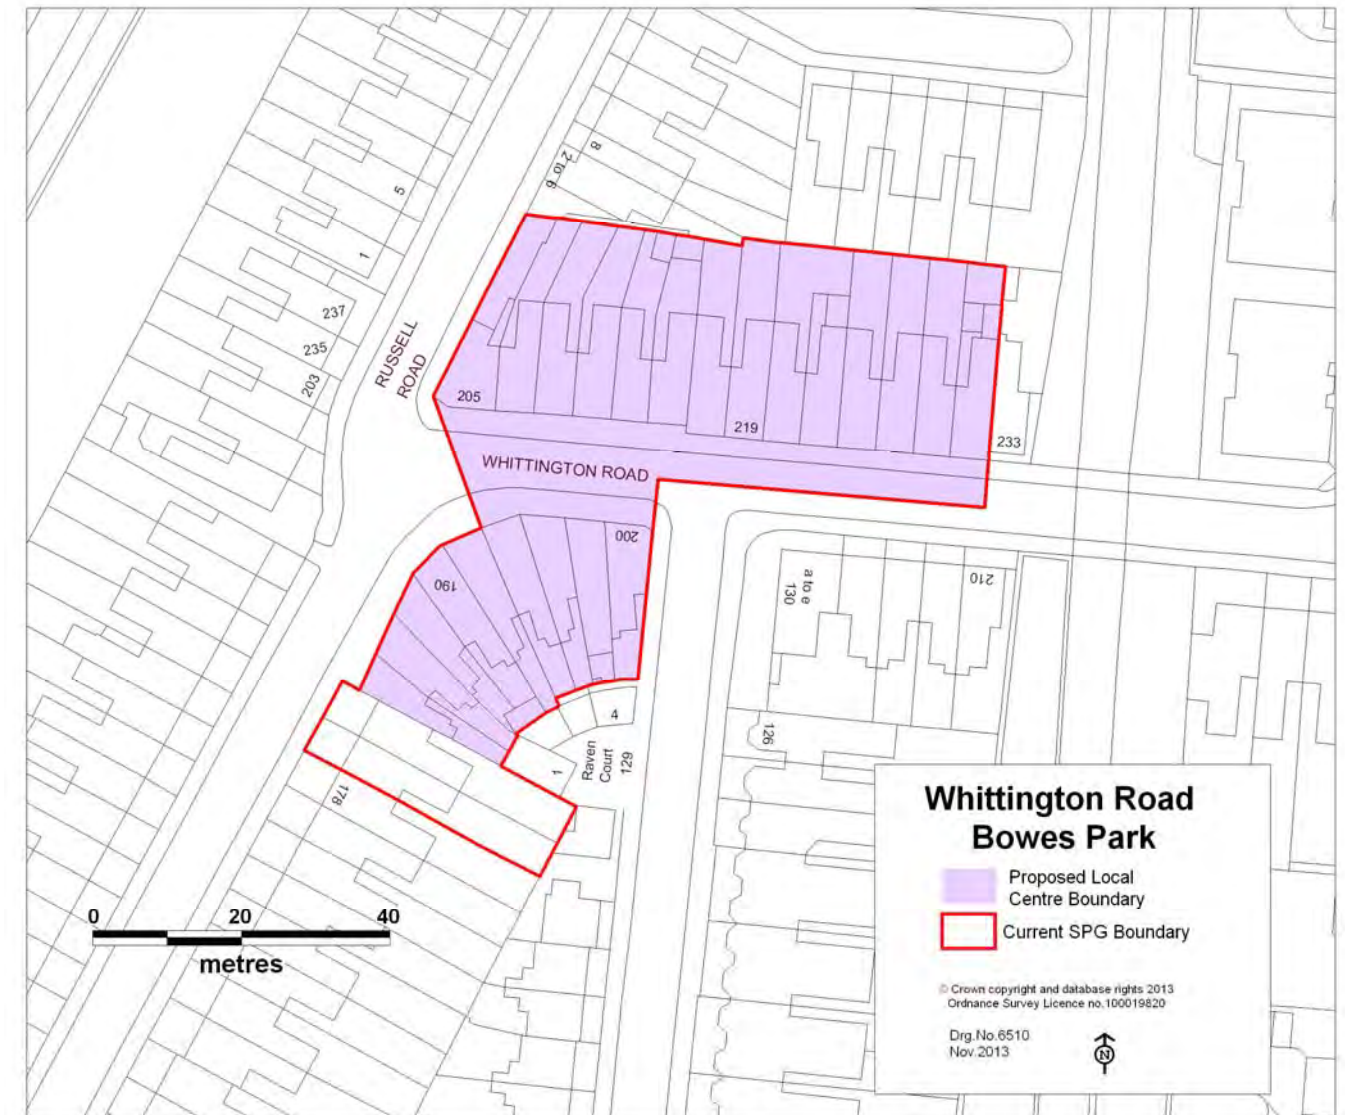 8
2 to 6
5
1
237
235
203
RUSSELL
ROAD
205
219
233
WHITTINGTON ROAD
200
190
a to e
130
210
4
126
Raven
Court
129
1
178
0 20 40
metres
Whittington Road
Bowes Park
Proposed Local
Centre Boundary
Current SPG Boundary
© Crown copyright and database rights 2013
Ordnance Survey Licence no.100019820
Drg.No.6510
Nov.2013
N